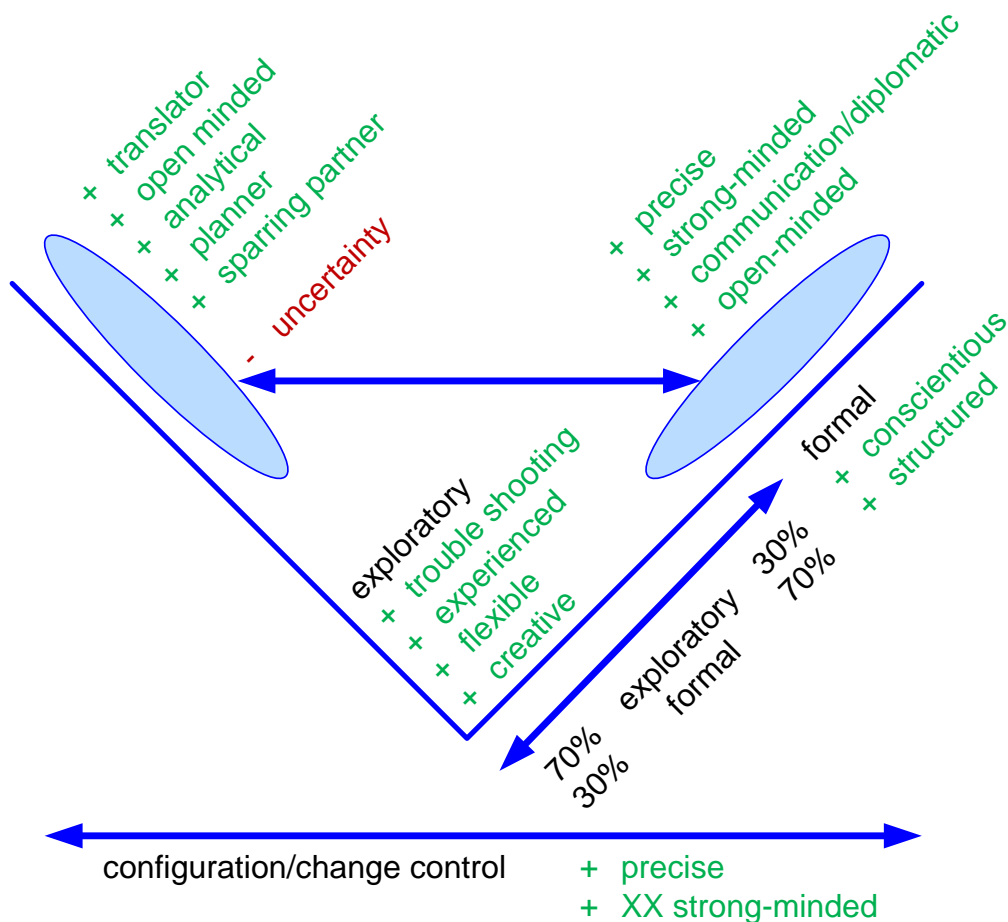 + translator
+ open minded
+ analytical
+ planner
+ sparring partner
- uncertainty
+ precise
+ strong-minded
+ communication/diplomatic
+ open-minded
exploratory
+ trouble shooting
+ experienced
+ flexible
+ creative
formal
+ conscientious
+ structured
70% exploratory 30%
30% formal 70%
configuration/change control
+ precise
+ XX strong-minded